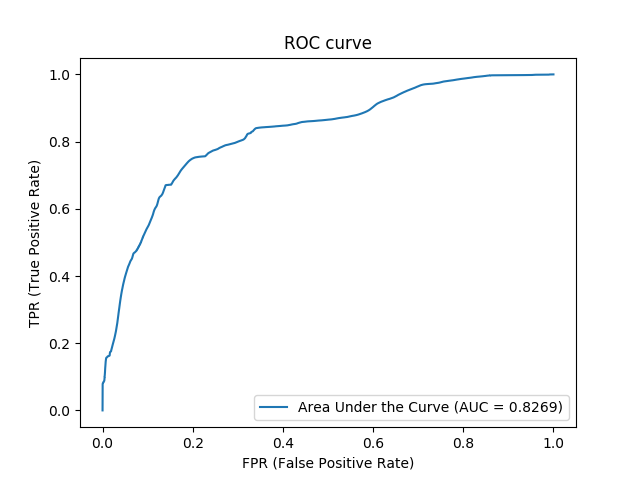 ROC curve
TPR (True Positive Rate)
1.0
0.8
0.6
0.4
0.2
0.0
Area Under the Curve (AUC = 0.8269)
0.0 0.2 0.4 0.6 0.8 1.0
FPR (False Positive Rate)